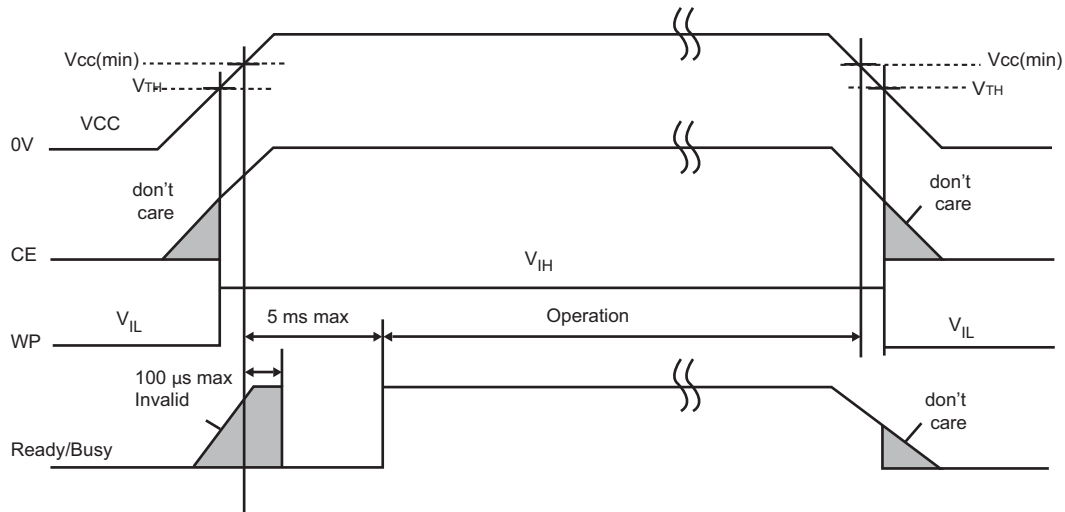 Vcc(min)
Vcc(min)
VTH
VTH
VCC
0V
don't
care
don't
care
CE
VIH
VIL
5 ms max
Operation
VIL
WP
100 µs max
Invalid
don't
care
Ready/Busy